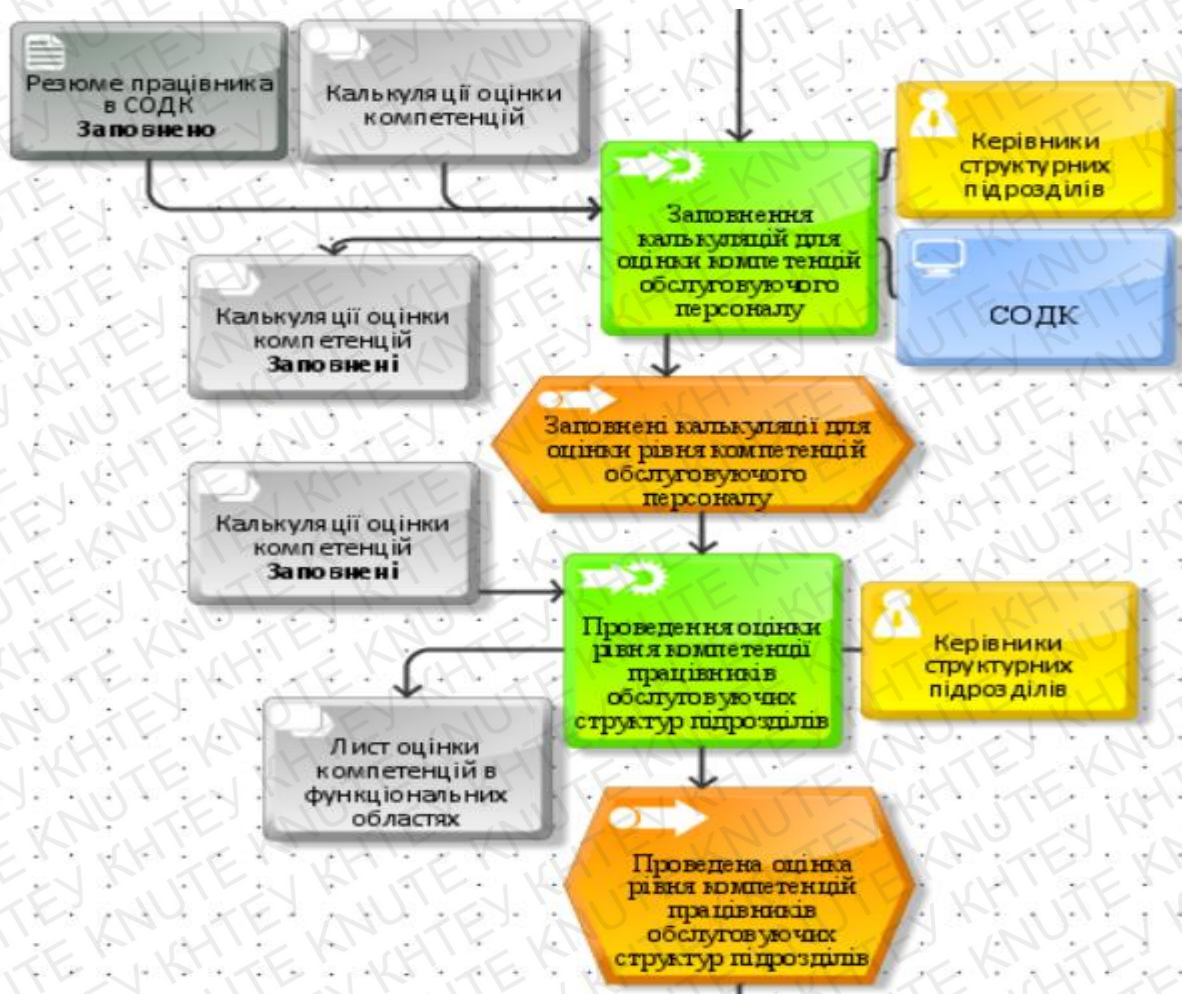 Резюме працівника
в СОДК
Заповнено
Калькуляції оцінки
компетенцій
Керівники
структурних
підрозділів
Заповнення
калькуляцій для
оцінки компетенцій
обслуговуючого
персоналу
СОДК
Калькуляції оцінки
компетенцій
Заповнені
Заповнені калькуляції для
оцінки рівня компетенцій
обслуговуючого
персоналу
Калькуляції оцінки
компетенцій
Заповнені
Проведення оцінки
рівня компетенції
працівників
обслуговуючих
структур підрозділів
Керівники
структурних
підрозділів
Лист оцінки
компетенцій в
функціональних
областях
Проведена оцінка
рівня компетенцій
працівників
обслуговуючих
структур підрозділів